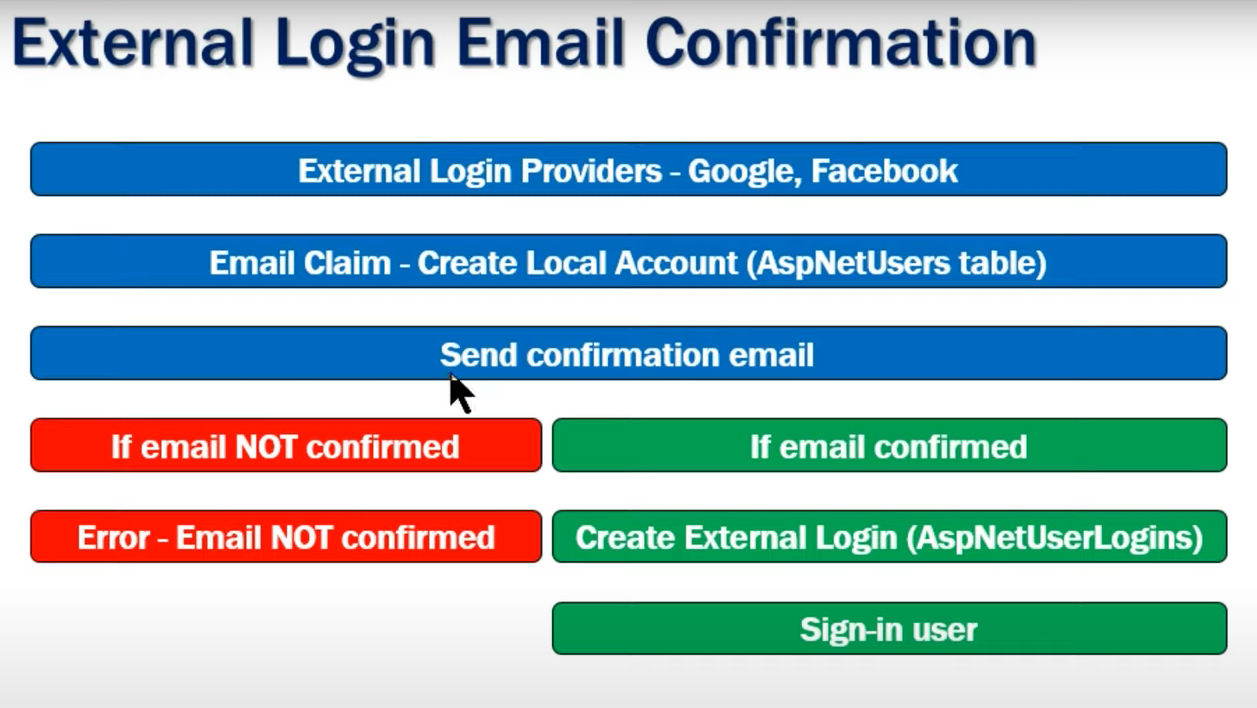 External Login Email Confirmation
External Login Providers - Google, Facebook
Email Claim - Create Local Account (AspNetUsers table)
Send confirmation email
If email NOT confirmed
If email confirmed
Error - Email NOT confirmed
Create External Login (AspNetUserLogins)
Sign-in user